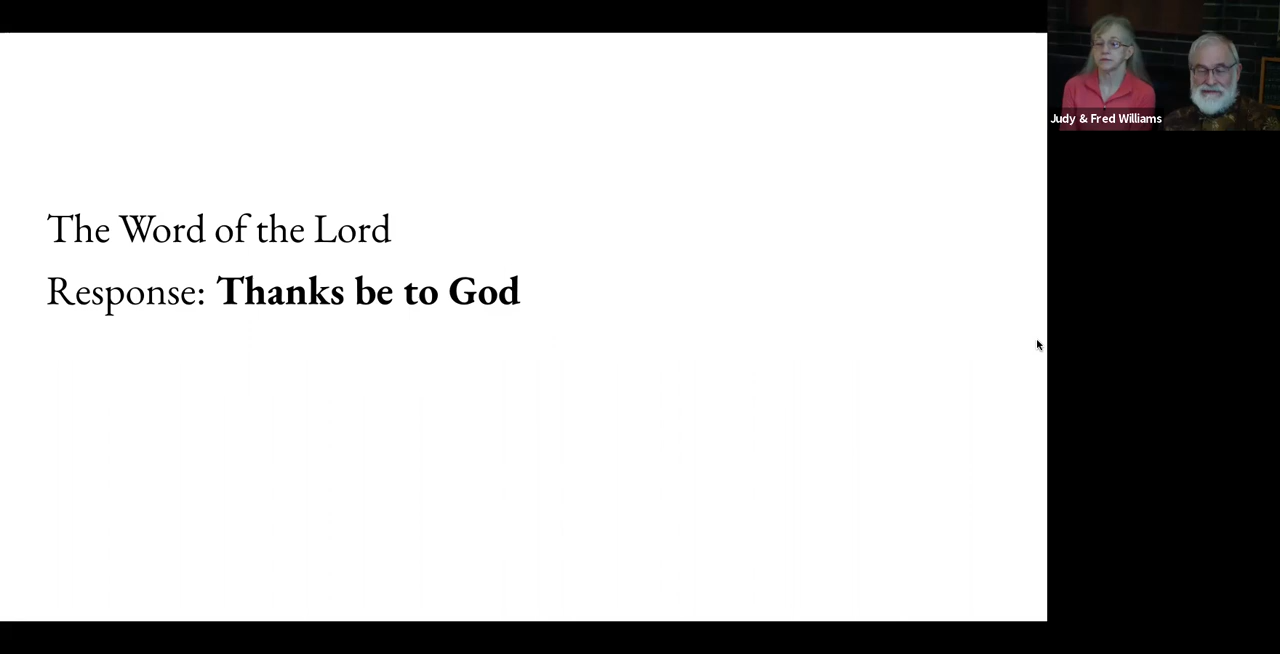 The Word of the Lord
Response: Thanks be to God
Judy & Fred Williams